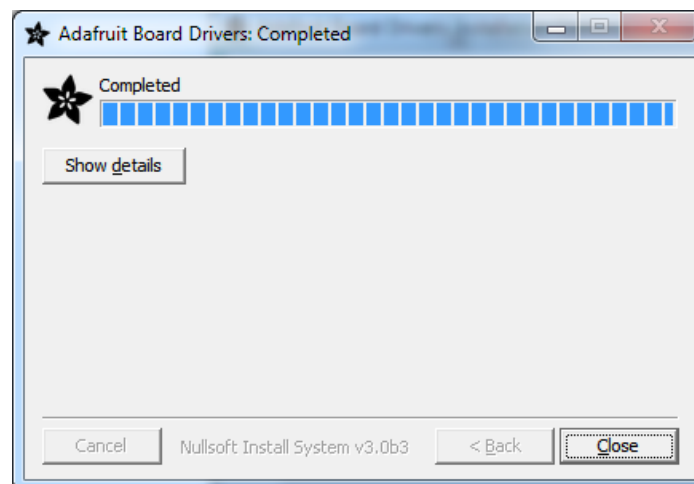 Adafruit Board Drivers: Completed
Completed
Show details
Cancel
Nullsoft Install System v3.0b3
< Back
Close